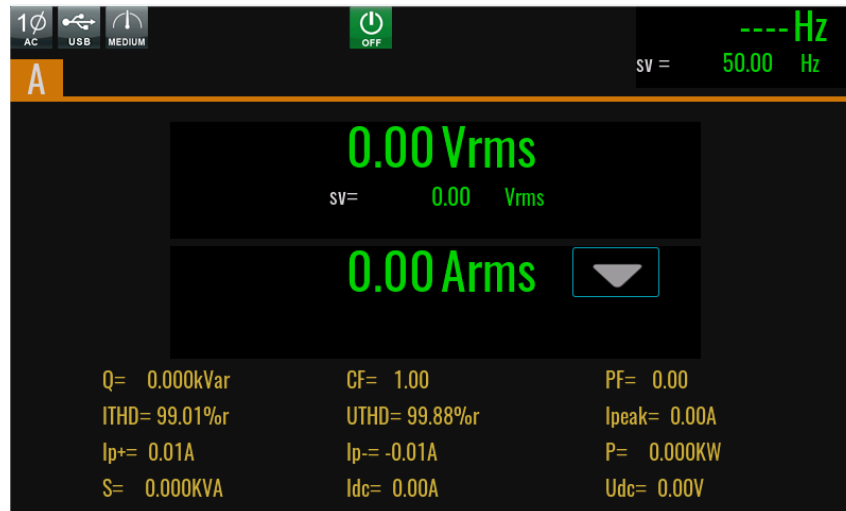 1Ø AC USB MEDIUM OFF ---- Hz
sv = 50.00 Hz
A
0.00 Vrms
sv= 0.00 Vrms
0.00 Arms
Q= 0.000kVar CF= 1.00 PF= 0.00
ITHD= 99.01%r UTHD= 99.88%r Ipeak= 0.00A
Ip+= 0.01A Ip-= -0.01A P= 0.000KW
S= 0.000KVA Idc= 0.00A Udc= 0.00V